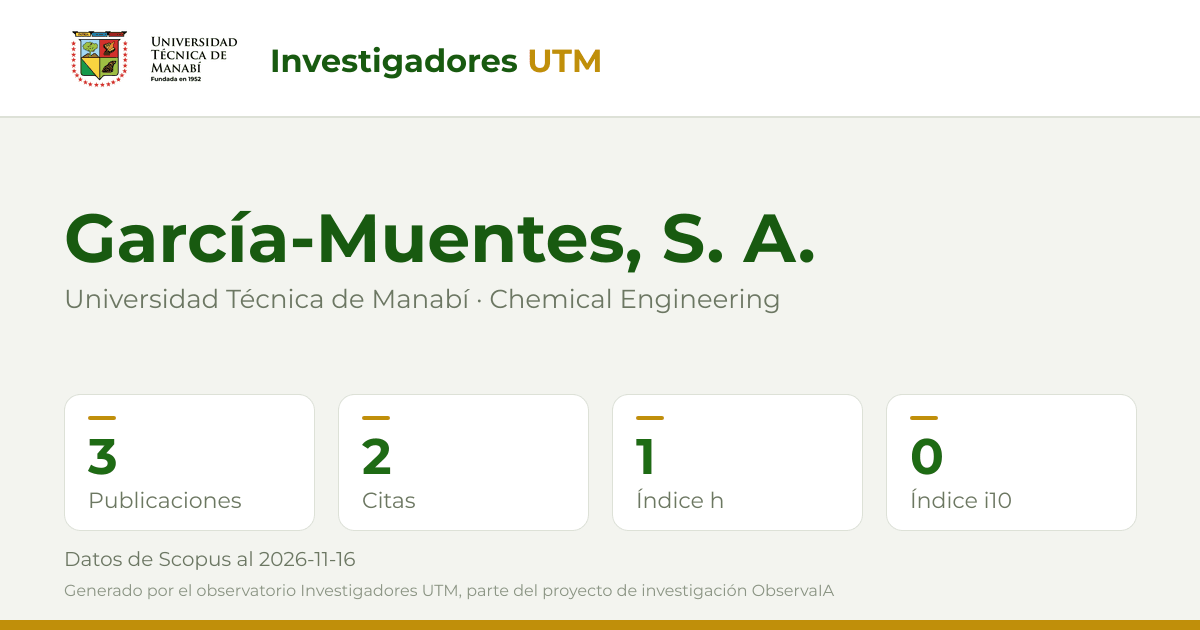 UNIVERSIDAD
TÉCNICA DE
MANABÍ
Fundada en 1952
Investigadores UTM
García-Muentes, S. A.
Universidad Técnica de Manabí · Chemical Engineering
3
Publicaciones
2
Citas
1
Índice h
0
Índice i10
Datos de Scopus al 2026-11-16
Generado por el observatorio Investigadores UTM, parte del proyecto de investigación ObservaIA